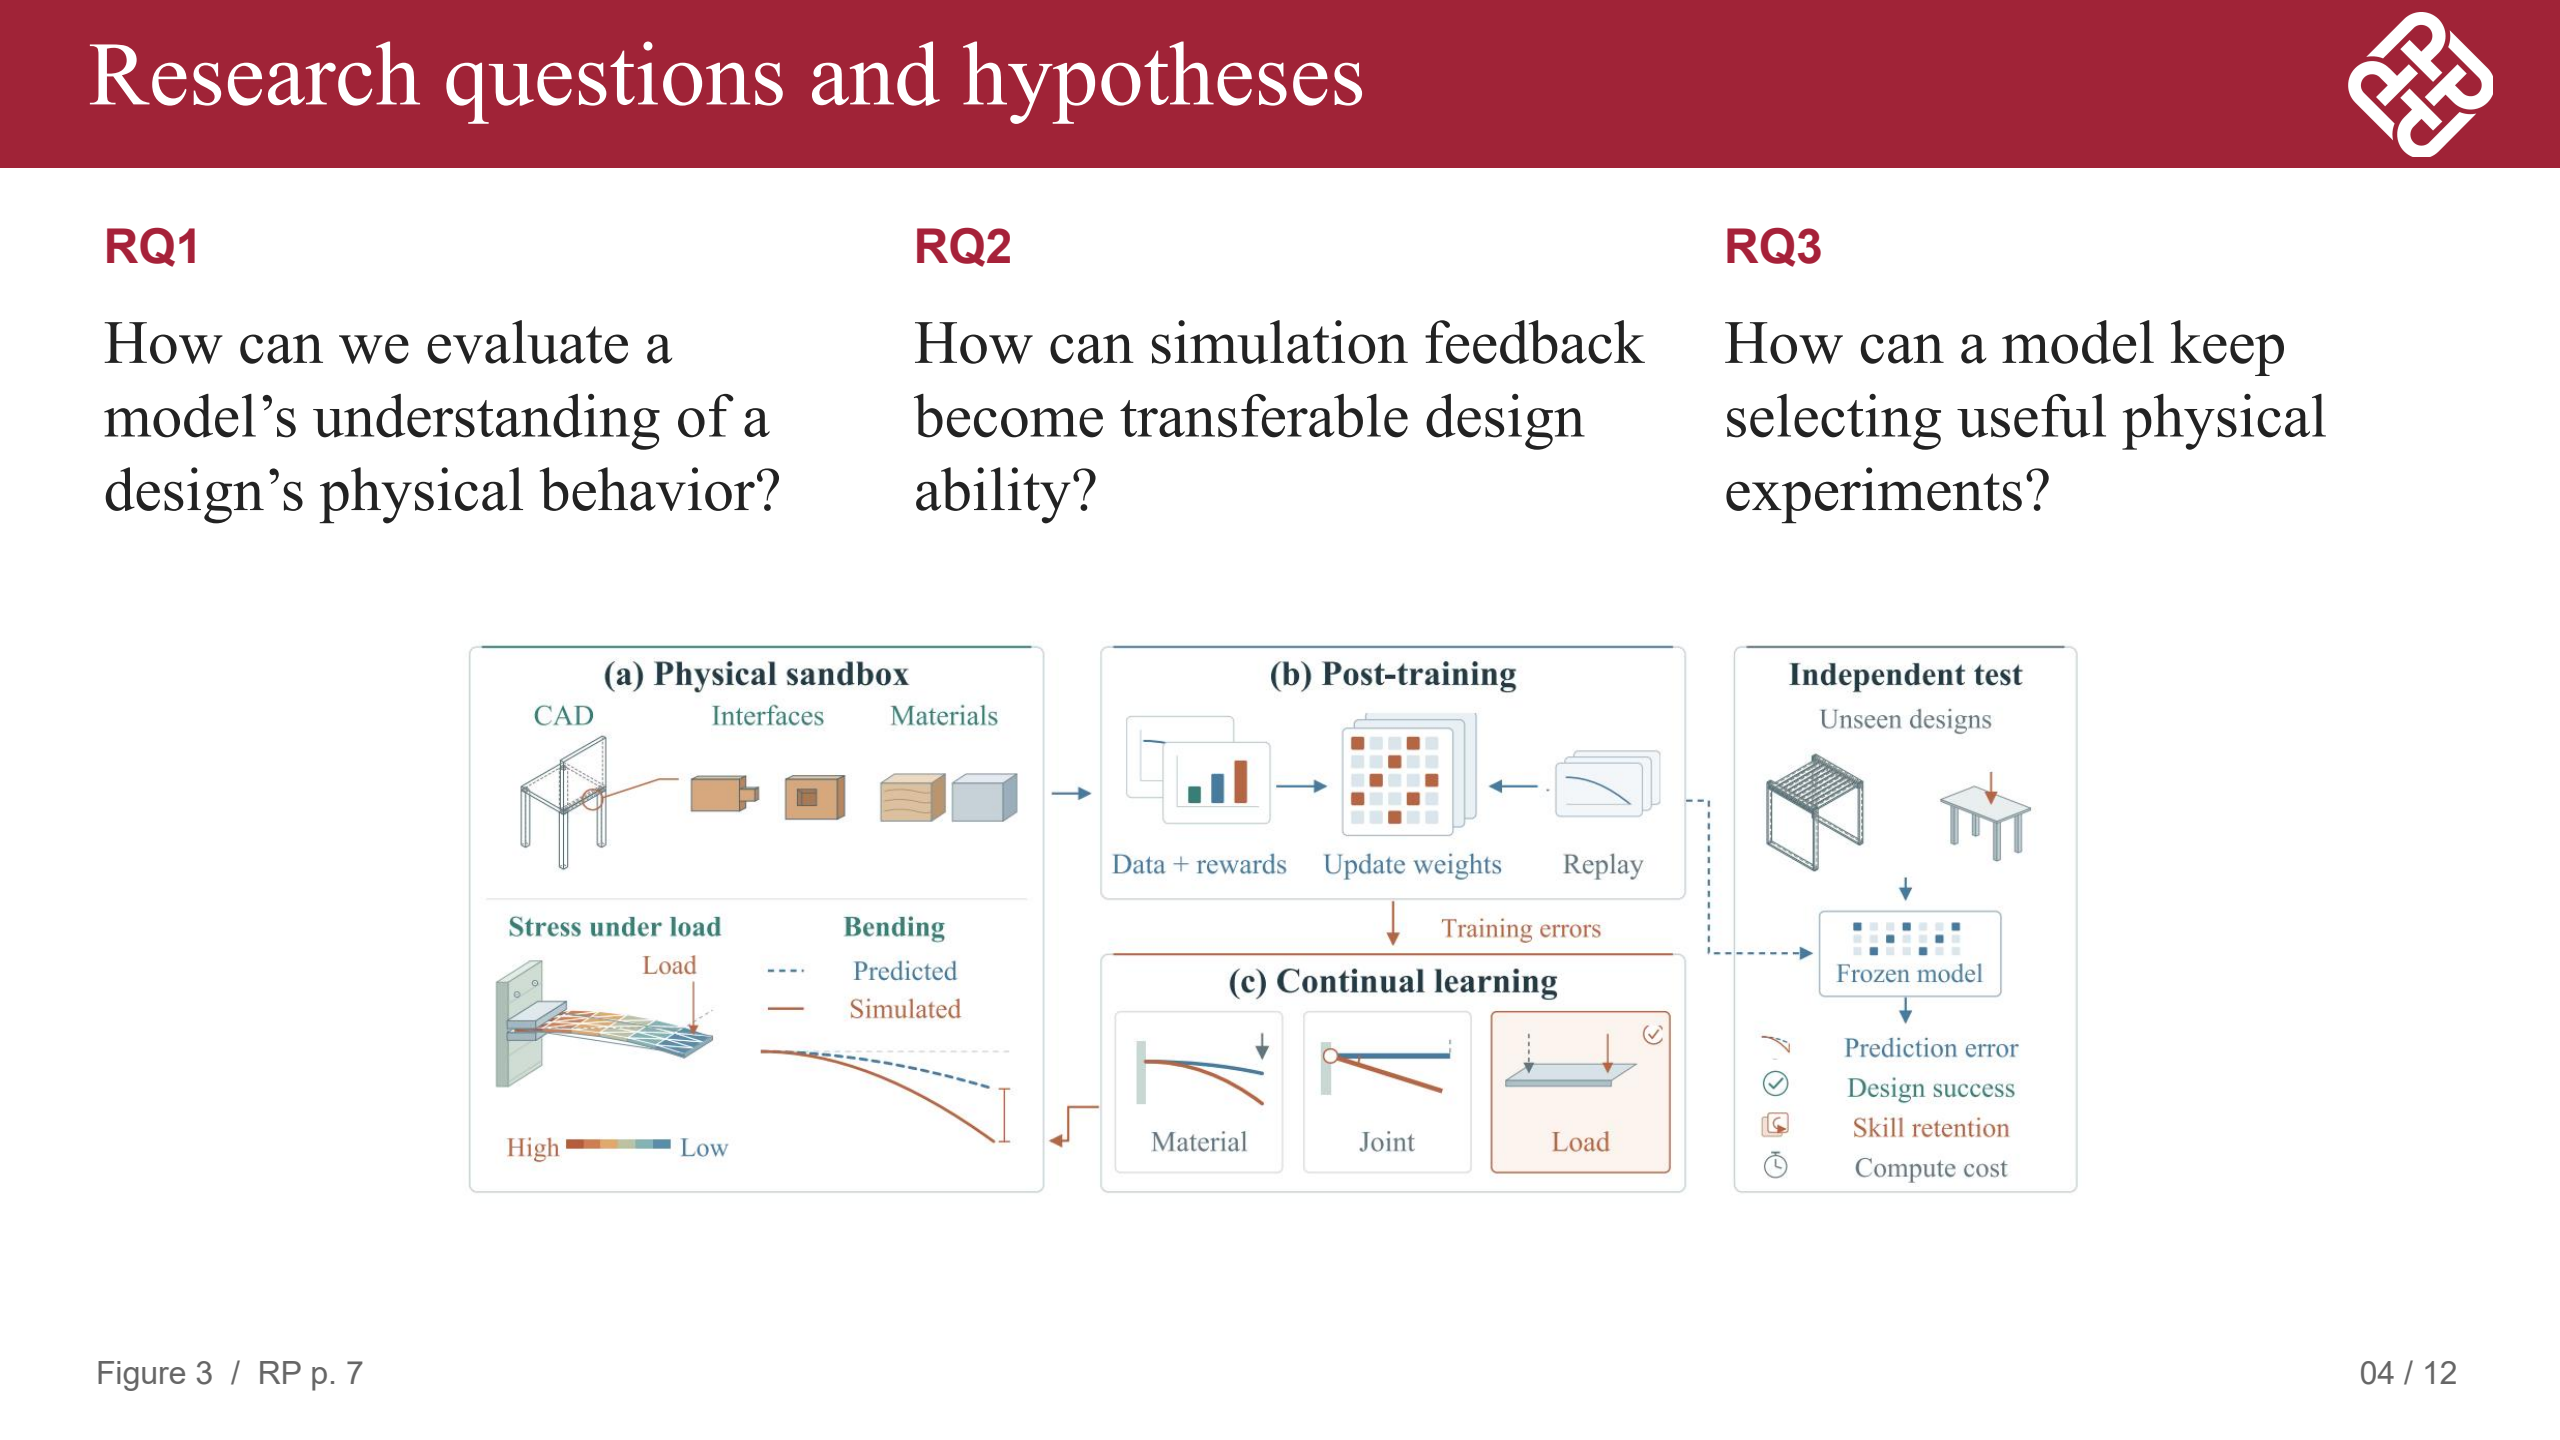 Research questions and hypotheses
RQ1
How can we evaluate a
model’s understanding of a
design’s physical behavior?
RQ2
How can simulation feedback
become transferable design
ability?
RQ3
How can a model keep
selecting useful physical
experiments?
(a) Physical sandbox
CAD
Interfaces
Materials
Stress under load
Load
High
Low
Bending
Predicted
Simulated
(b) Post-training
Data + rewards
Update weights
Replay
Training errors
(c) Continual learning
Material
Joint
Load
Independent test
Unseen designs
Frozen model
Prediction error
Design success
Skill retention
Compute cost
Figure 3 / RP p. 7
04 / 12